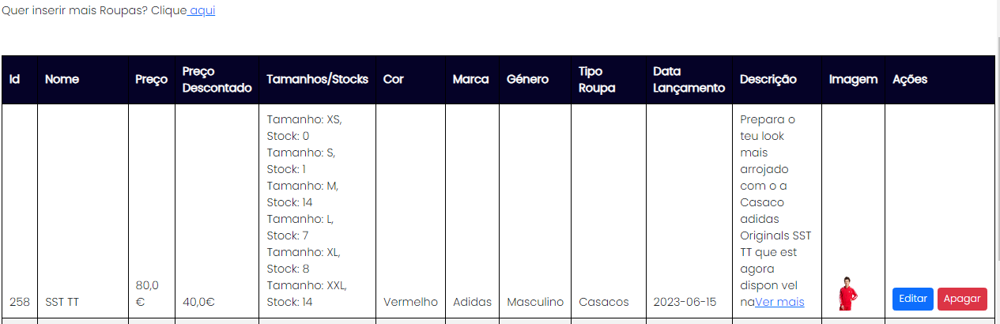 Quer inserir mais Roupas? Clique aqui
Id Nome Preço Preço Descontado Tamanhos/Stocks Cor Marca Género Tipo Roupa Data Lançamento Descrição Imagem Ações
258
SST TT
80,0
€
40,0€
Tamanho: XS,
Stock: 0
Tamanho: S,
Stock: 1
Tamanho: M,
Stock: 14
Tamanho: L,
Stock: 7
Tamanho: XL,
Stock: 8
Tamanho: XXL,
Stock: 14
Vermelho
Adidas
Masculino
Casacos
2023-06-15
Prepara o
teu look
mais
arrojado
com o a
Casaco
adidas
Originals SST
TT que est
agora
dispon vel
naVer mais
Editar Apagar